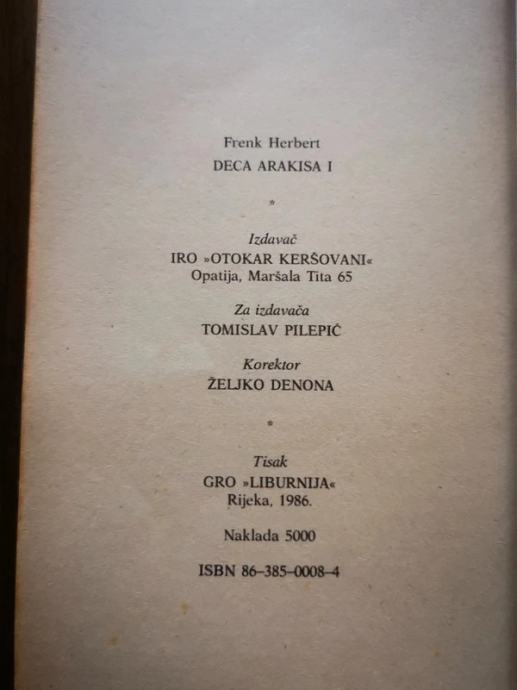 Frenk Herbert
DECA ARAKISA I
*
Izdavač
IRO »OTOKAR KERŠOVANI«
Opatija, Maršala Tita 65
Za izdavača
TOMISLAV PILEPIĆ
Korektor
ŽELJKO DENONA
*
Tisak
GRO »LIBURNIJA«
Rijeka, 1986.
Naklada 5000
ISBN 86–385–0008–4